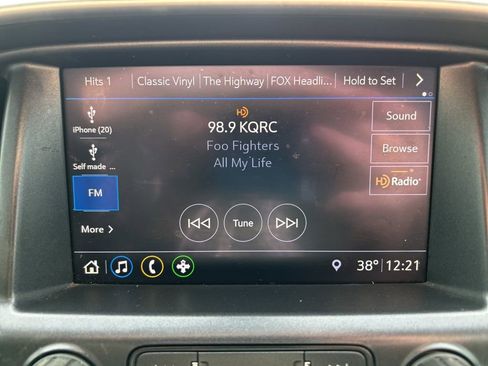 Hits 1 Classic Vinyl The Highway FOX Headli... Hold to Set
HD
98.9 KQRC
Foo Fighters
All My Life
iPhone (20)
Self made ...
FM
More
Tune
Sound
Browse
HD Radio
38° 12:21